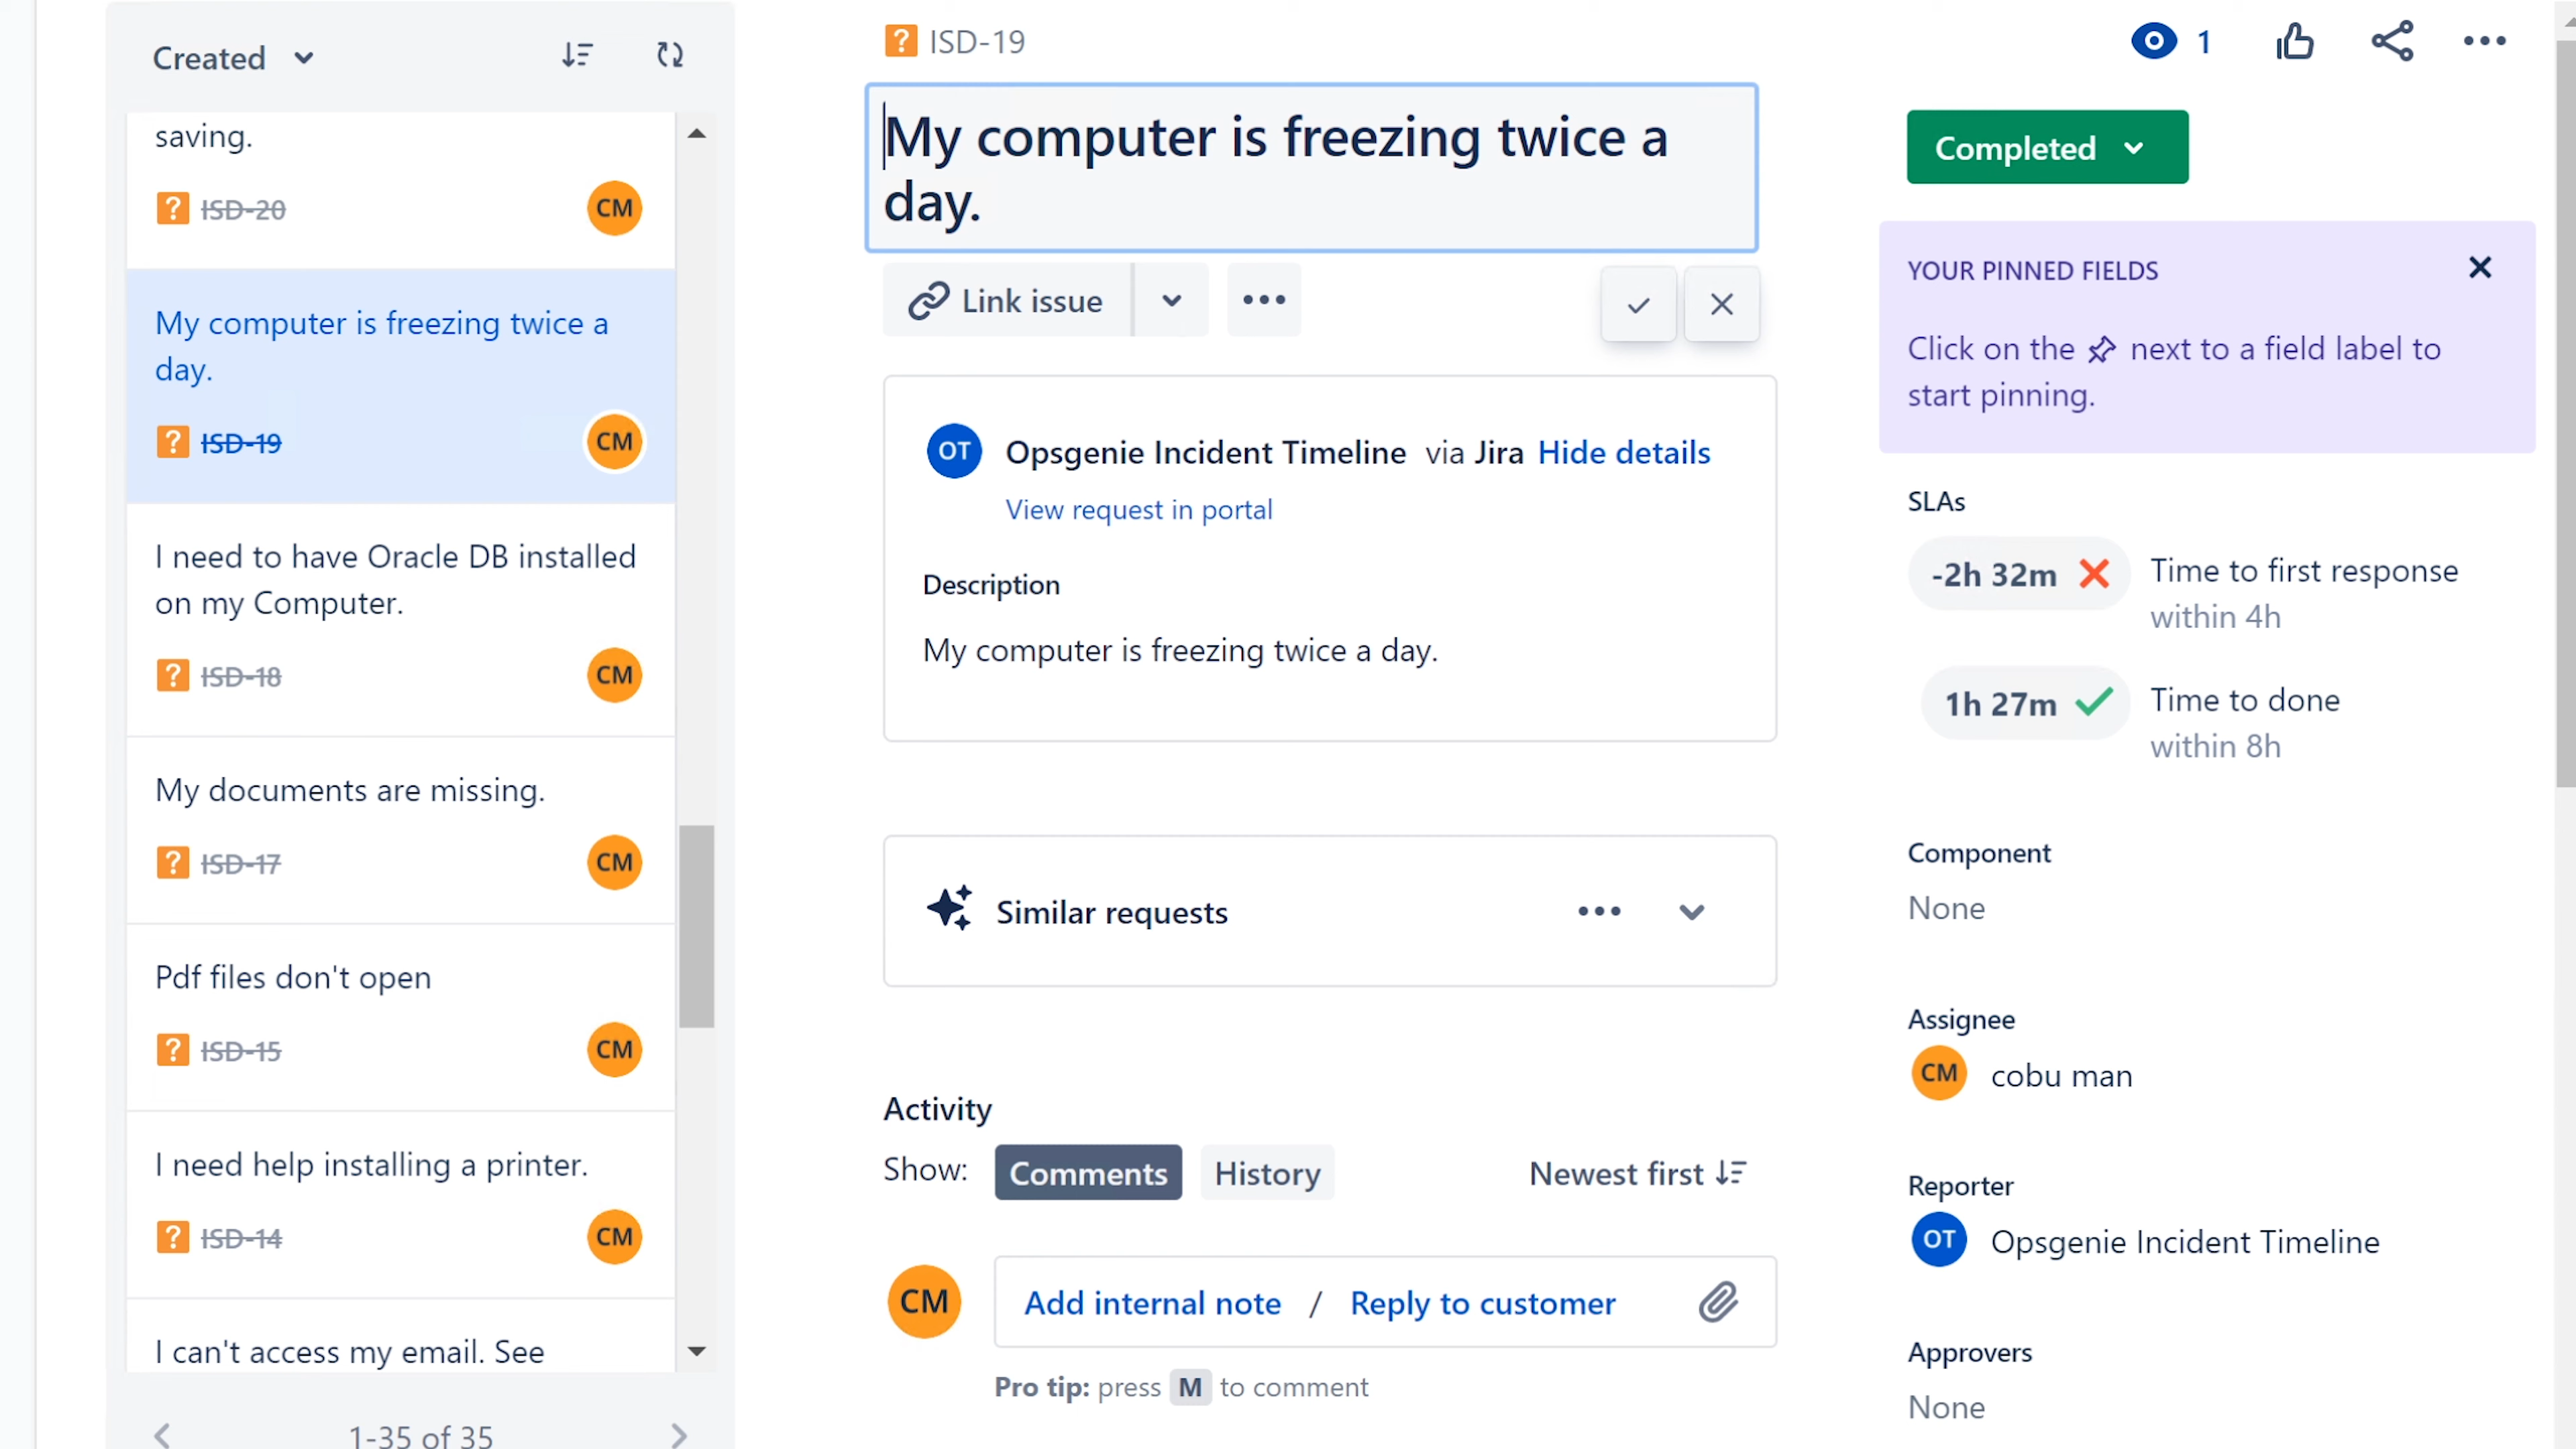 Created
saving.
? ISD-20 CM
My computer is freezing twice a
day.
? ISD-19 CM
I need to have Oracle DB installed
on my Computer.
? ISD-18 CM
My documents are missing.
? ISD-17 CM
Pdf files don't open
? ISD-15 CM
I need help installing a printer.
? ISD-14 CM
I can't access my email. See
1-35 of 35
? ISD-19
My computer is freezing twice a
day.
Link issue
OT Opsgenie Incident Timeline via Jira Hide details
View request in portal
Description
My computer is freezing twice a day.
Similar requests
Activity
Show: Comments History Newest first
CM Add internal note / Reply to customer
Pro tip: press M to comment
1
Completed
YOUR PINNED FIELDS
Click on the next to a field label to
start pinning.
SLAs
-2h 32m Time to first response
within 4h
1h 27m Time to done
within 8h
Component
None
Assignee
CM cobu man
Reporter
OT Opsgenie Incident Timeline
Approvers
None